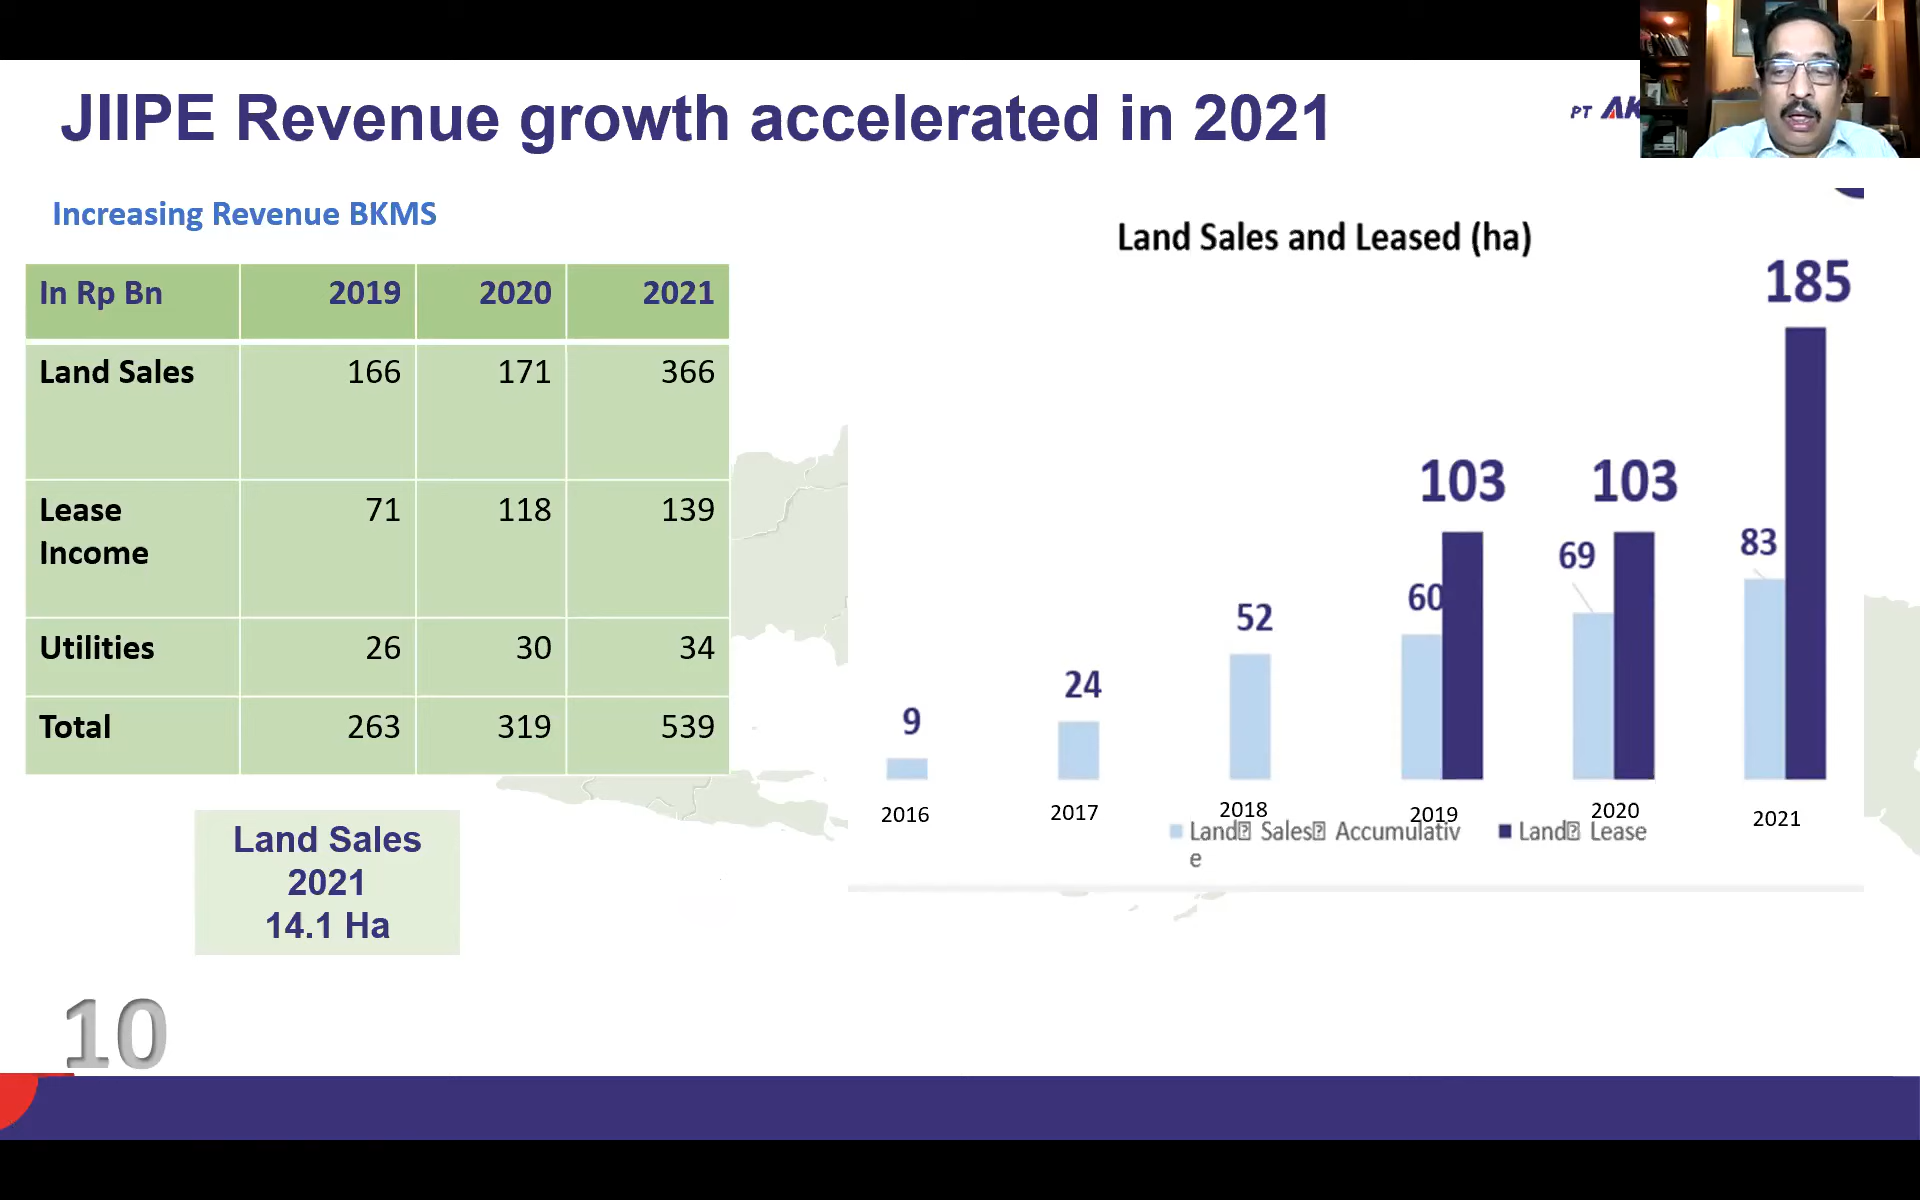 JIIPE Revenue growth accelerated in 2021
PT AK
Increasing Revenue BKMS
In Rp Bn 2019 2020 2021
Land Sales 166 171 366
Lease 71 118 139
Income
Utilities 26 30 34
Total 263 319 539
Land Sales
2021
14.1 Ha
Land Sales and Leased (ha)
185
103 103
83
69
60
52
24
9
2016 2017 2018 2019 2020 2021
Land Sales Accumulativ Land Lease
e
10